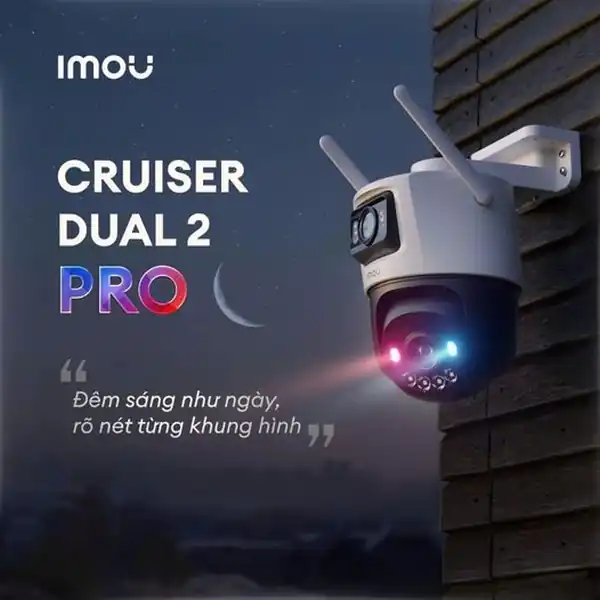 imou
CRUISER
DUAL 2
PRO
“
Đêm sáng như ngày,
rõ nét từng khung hình ”
imou